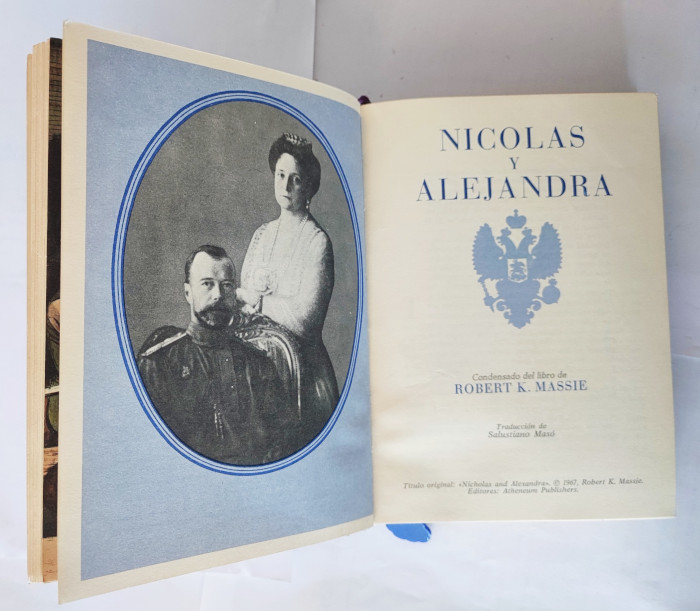 NICOLAS
Y
ALEJANDRA
Condensado del libro de
ROBERT K. MASSIE
Traducción de
Salustiano Masó
Título original: «Nicholas and Alexandra». © 1967, Robert K. Massie.
Editores: Atheneum Publishers.